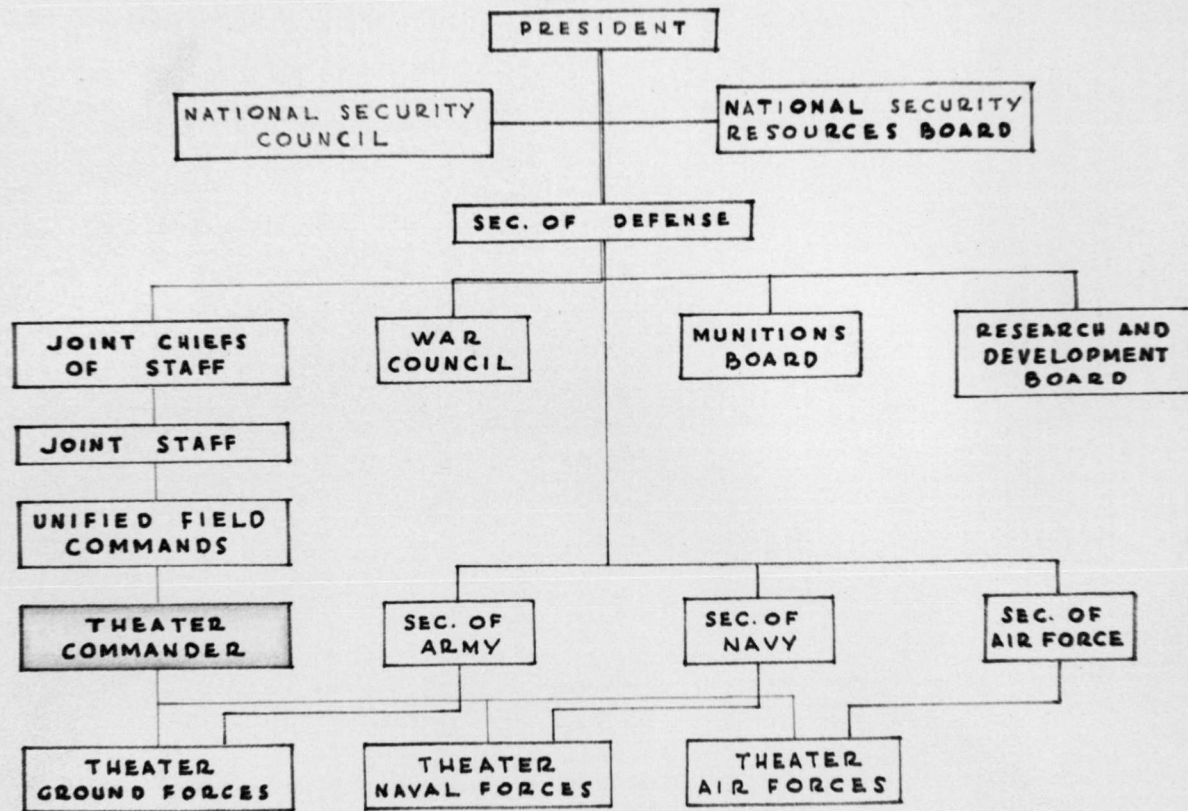 PRESIDENT
NATIONAL SECURITY
COUNCIL
NATIONAL SECURITY
RESOURCES BOARD
SEC. OF DEFENSE
JOINT CHIEFS
OF STAFF
WAR
COUNCIL
MUNITIONS
BOARD
RESEARCH AND
DEVELOPMENT
BOARD
JOINT STAFF
UNIFIED FIELD
COMMANDS
THEATER
COMMANDER
SEC. OF
ARMY
SEC. OF
NAVY
SEC. OF
AIR FORCE
THEATER
GROUND FORCES
THEATER
NAVAL FORCES
THEATER
AIR FORCES